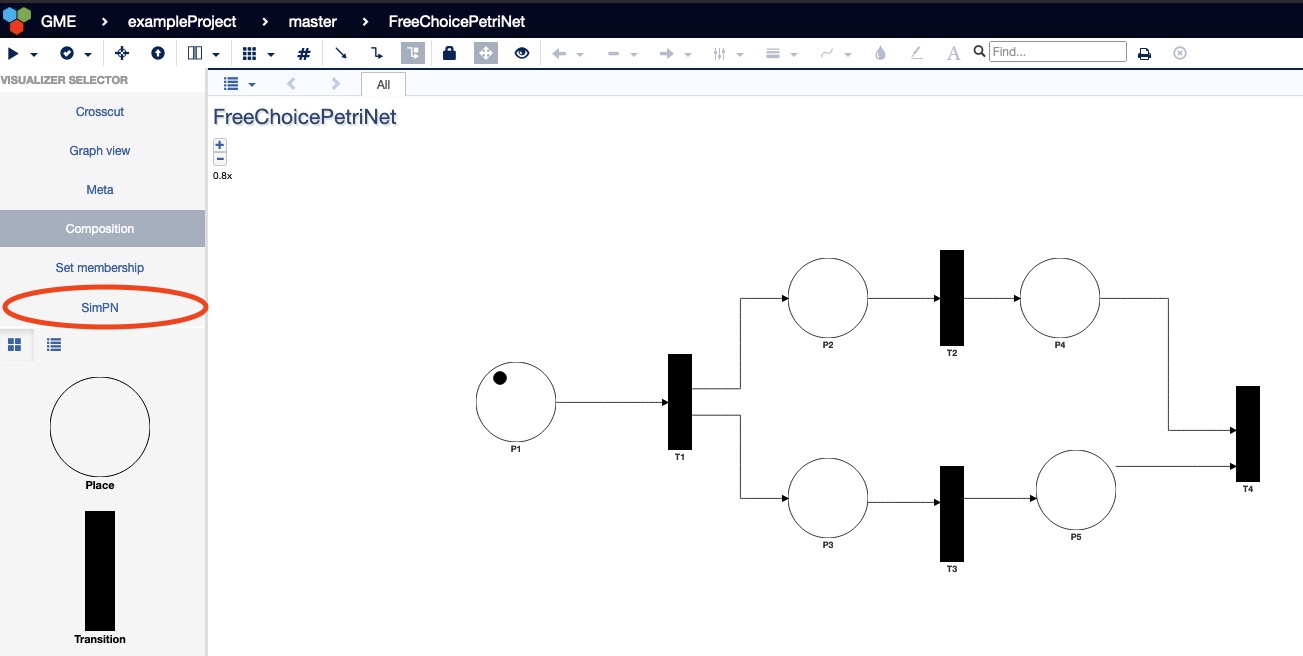 GME > exampleProject > master > FreeChoicePetriNet
# A Find...
VISUALIZER SELECTOR
All
Crosscut
FreeChoicePetriNet
Graph view
+
−
0.8x
Meta
Composition
Set membership
SimPN
P2
T2
P4
P1
T1
Place
P3
T3
P5
T4
Transition